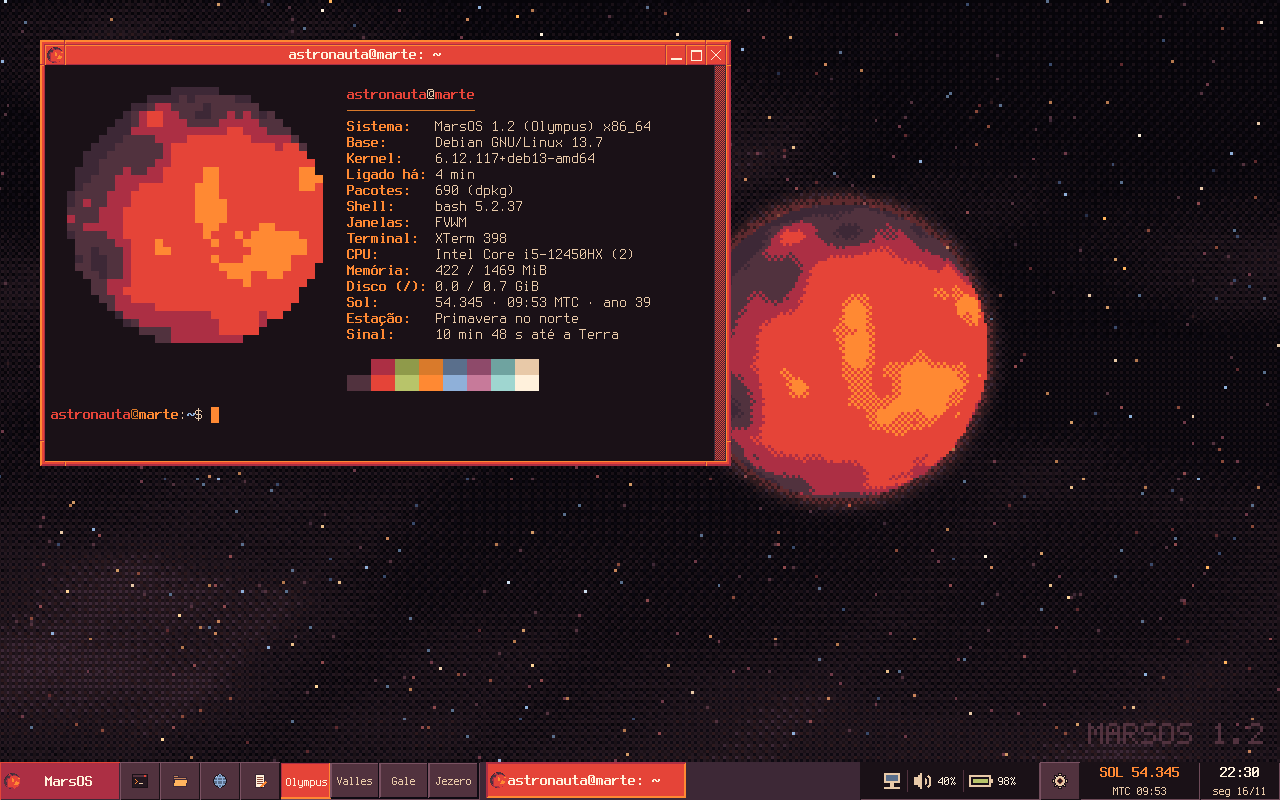 astronauta@marte: ~
astronauta@marte
Sistema: MarsOS 1.2 (Olympus) x86_64
Base: Debian GNU/Linux 13.7
Kernel: 6.12.117+deb13-amd64
Ligado há: 4 min
Pacotes: 690 (dpkg)
Shell: bash 5.2.37
Janelas: FVWM
Terminal: XTerm 398
CPU: Intel Core i5-12450HX (2)
Memória: 422 / 1469 MiB
Disco (/): 0.0 / 0.7 GiB
Sol: 54.345 · 09:53 MTC · ano 39
Estação: Primavera no norte
Sinal: 10 min 48 s até a Terra
astronauta@marte:~$
MARSOS 1.2
MarsOS Olympus Valles Gale Jezero astronauta@marte: ~ 40% 98% SOL 54.345 22:30
MTC 09:53 seg 16/11